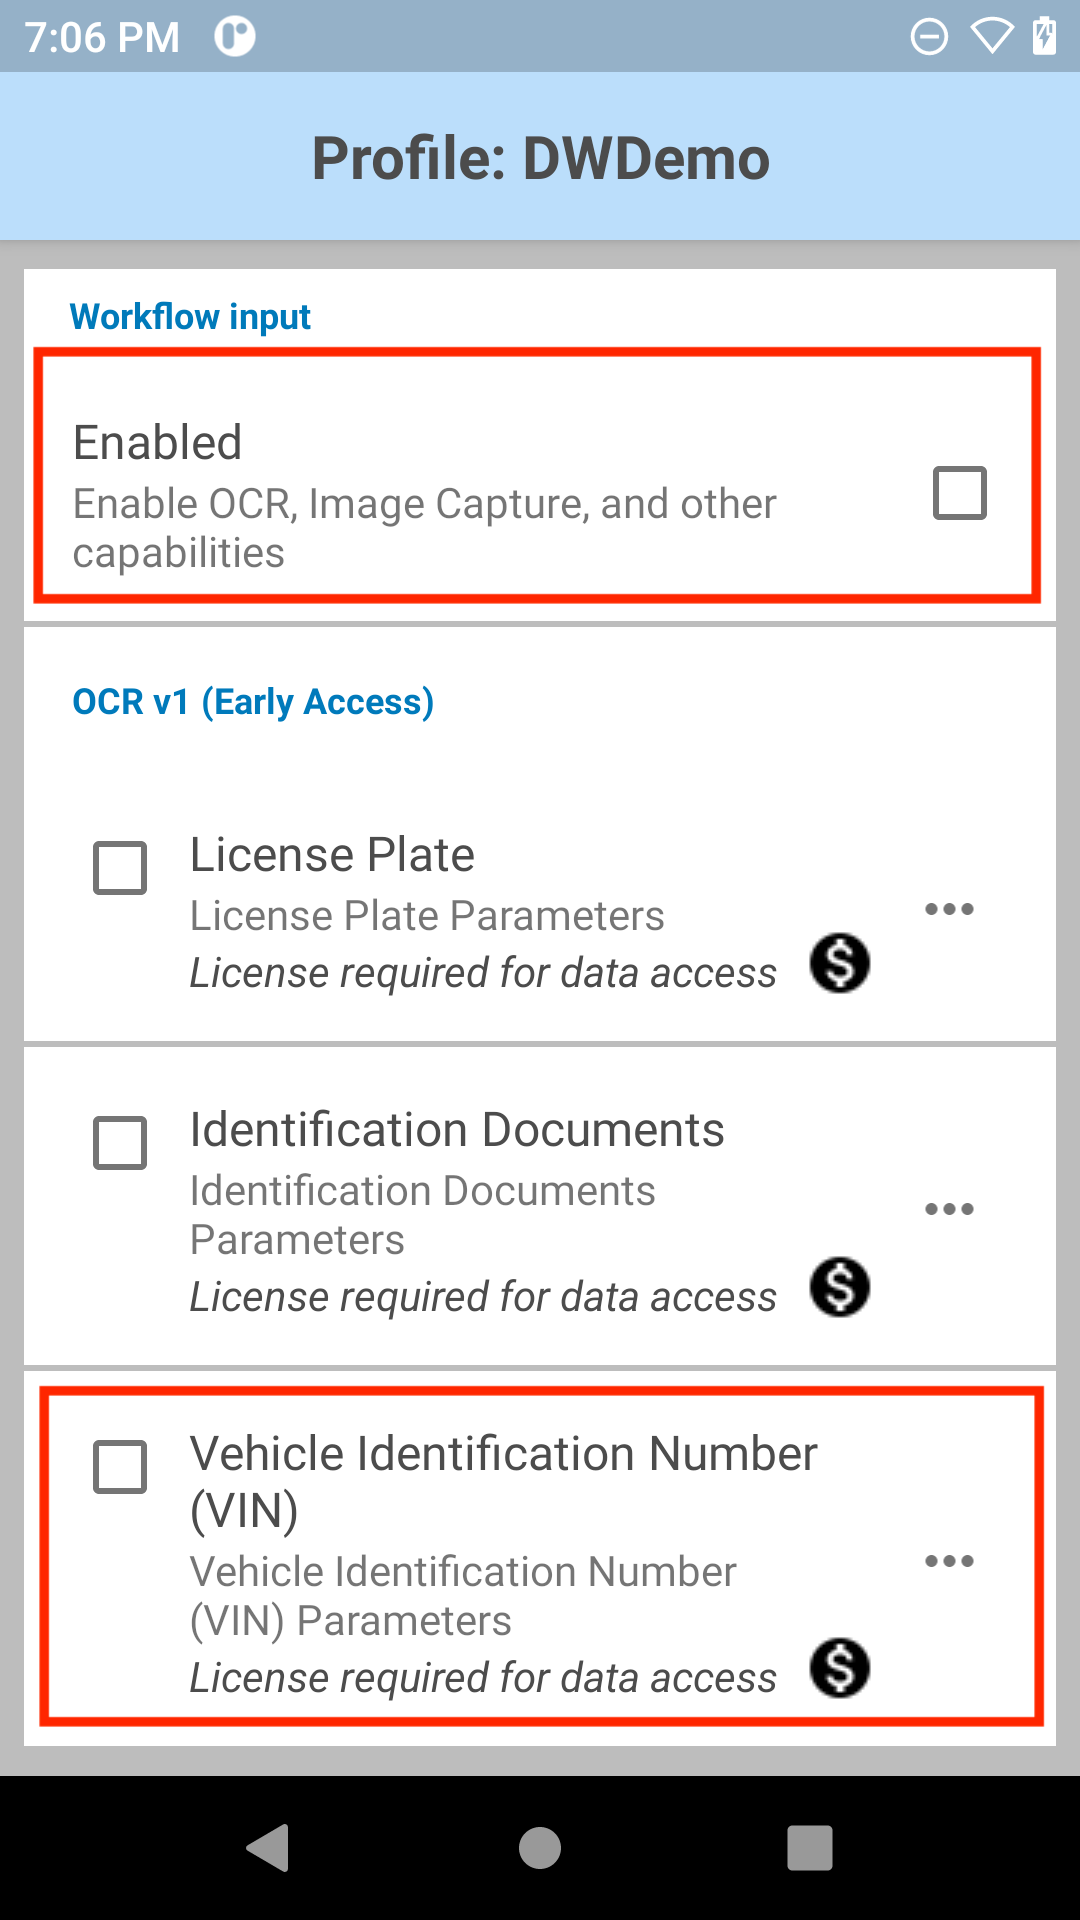 7:06 PM
Profile: DWDemo
Workflow input
Enabled
Enable OCR, Image Capture, and other
capabilities
OCR v1 (Early Access)
License Plate
License Plate Parameters
License required for data access
Identification Documents
Identification Documents
Parameters
License required for data access
Vehicle Identification Number
(VIN)
Vehicle Identification Number
(VIN) Parameters
License required for data access